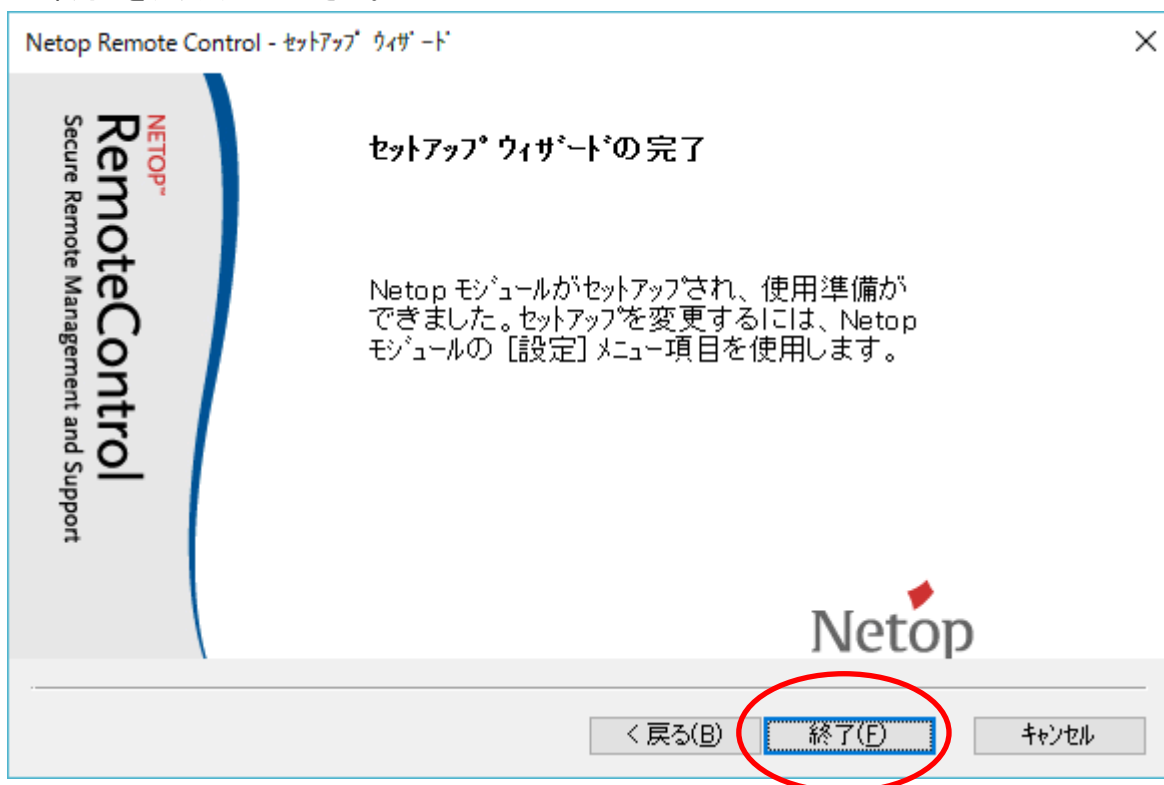 Netop Remote Control - ｾｯﾄｱｯﾌﾟ ｳｨｻﾞｰﾄﾞ
NETOP™
RemoteControl
Secure Remote Management and Support
ｾｯﾄｱｯﾌﾟ ｳｨｻﾞｰﾄﾞの完了
Netop ﾓｼﾞｭｰﾙがｾｯﾄｱｯﾌﾟされ、使用準備が
できました。ｾｯﾄｱｯﾌﾟを変更するには、Netop
ﾓｼﾞｭｰﾙの [設定] ﾒﾆｭｰ項目を使用します。
Netop
< 戻る(B)
終了(F)
ｷｬﾝｾﾙ